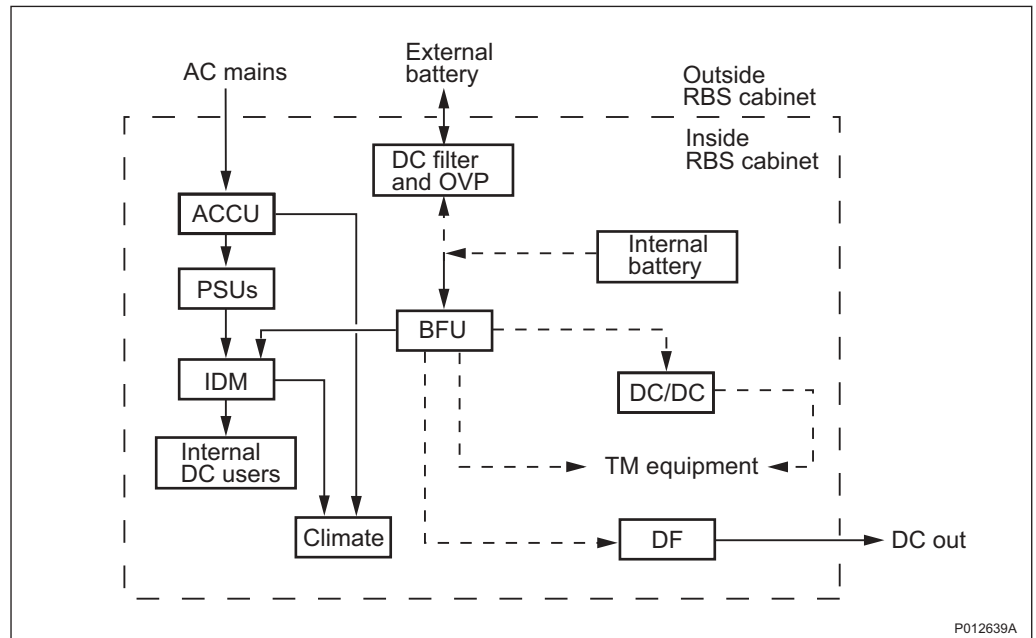 AC mains
External
battery
Outside
RBS cabinet
Inside
RBS cabinet
DC filter
and OVP
ACCU
Internal
battery
PSUs
BFU
IDM
DC/DC
Internal
DC users
TM equipment
Climate
DF
DC out
P012639A